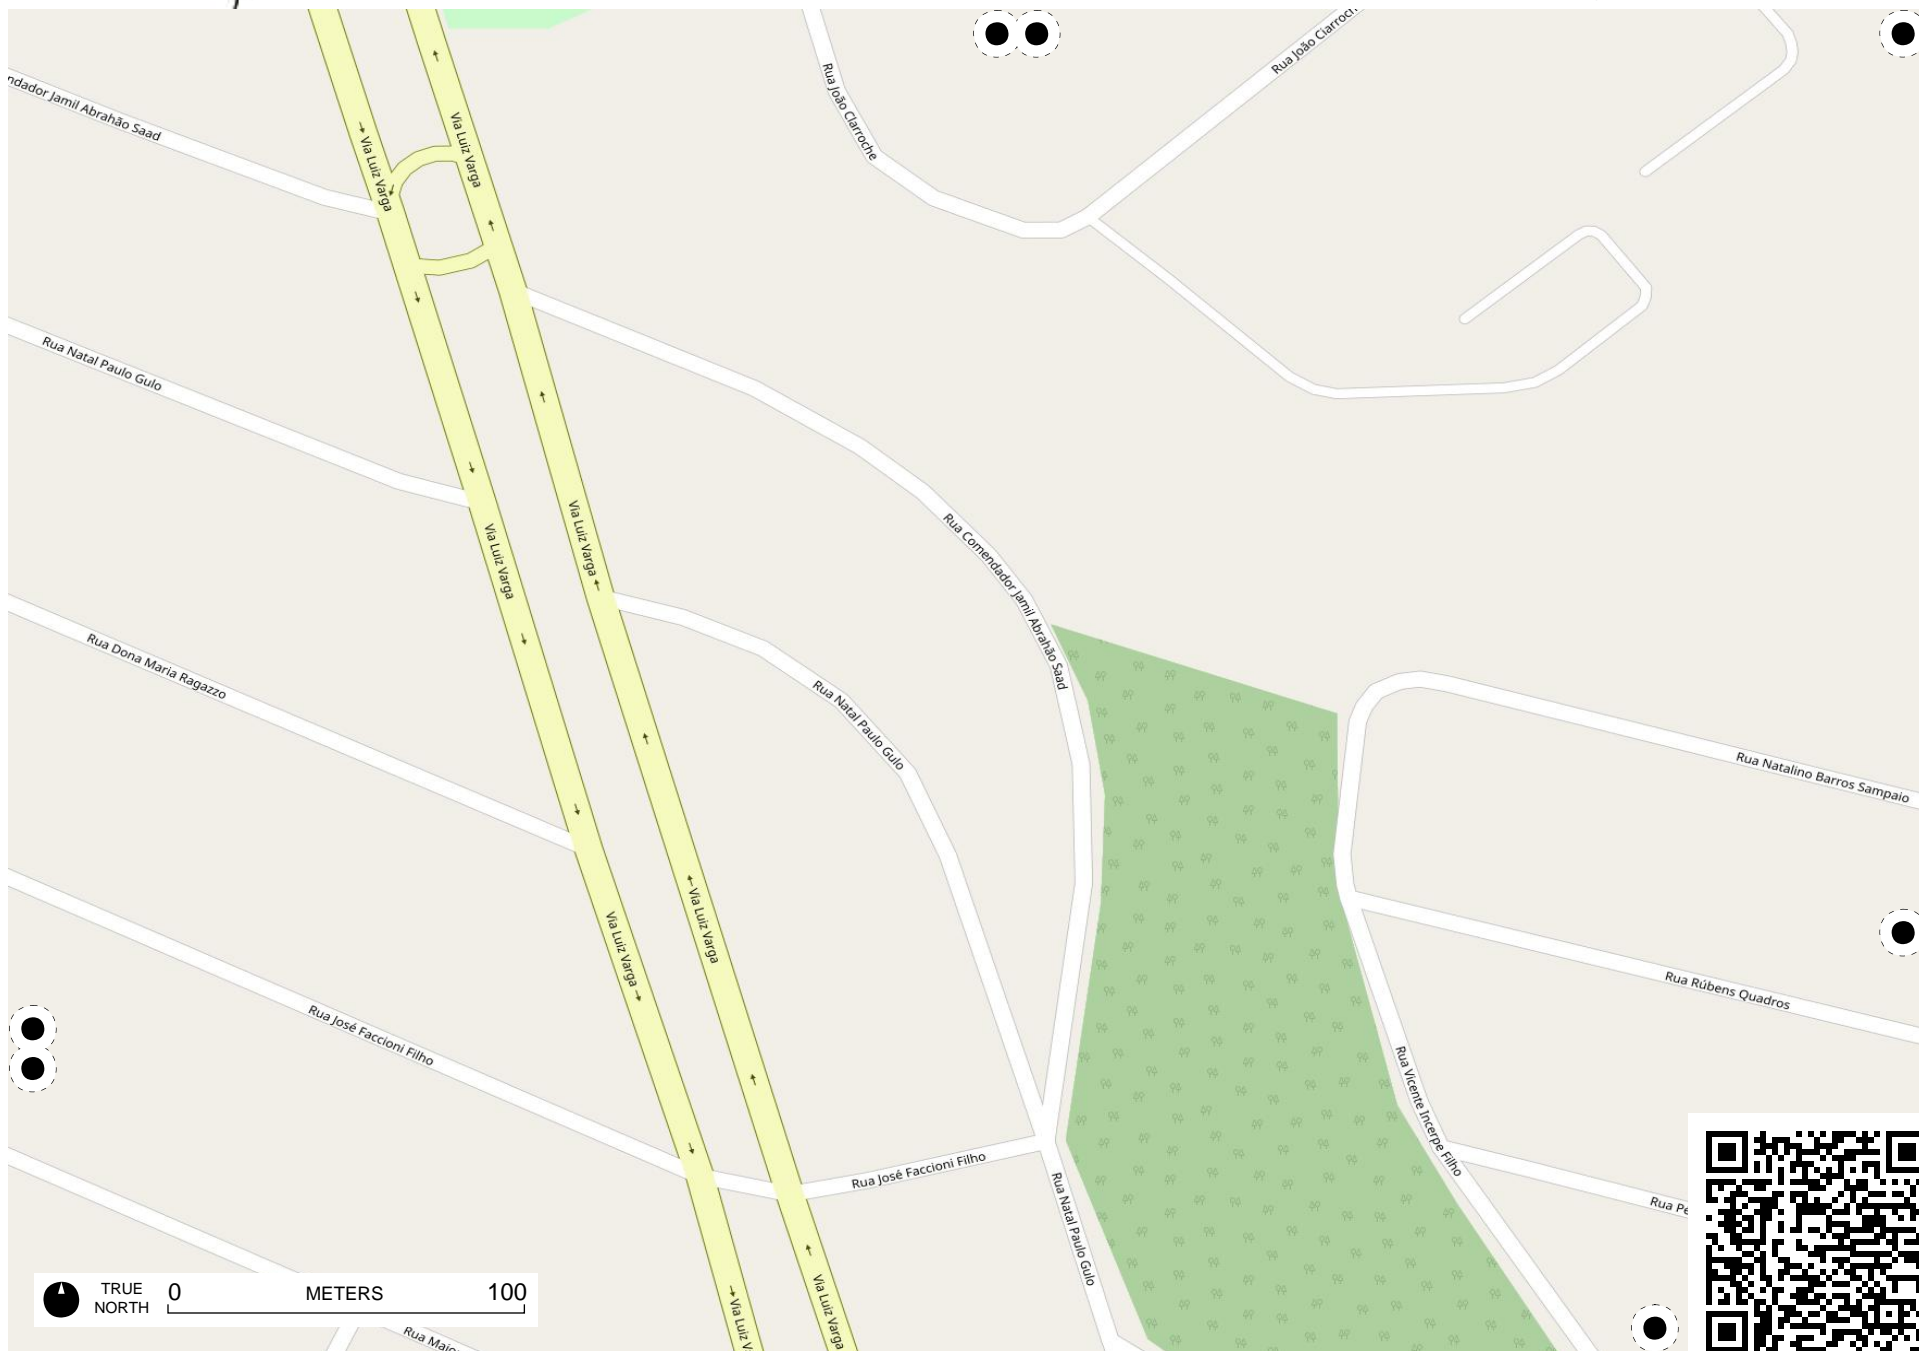 Rua João Clarroche
Rua João Clarroch
ndador Jamil Abrahão Saad
Via Luiz Varga
Via Luiz Varga
Rua Natal Paulo Gulo
Via Luiz Varga
Via Luiz Varga
Rua Comendador Jamil Abrahão Saad
Rua Dona Maria Ragazzo
Rua Natal Paulo Gulo
Rua Natalino Barros Sampaio
Via Luiz Varga
Via Luiz Varga
Rua Rúbens Quadros
Rua José Faccioni Filho
Rua Vicente Incerpe Filho
Rua José Faccioni Filho
Rua Natal Paulo Gulo
Rua Pe
Via Luiz V
Via Luiz Varga
TRUE
NORTH
0 METERS 100
Rua Maio